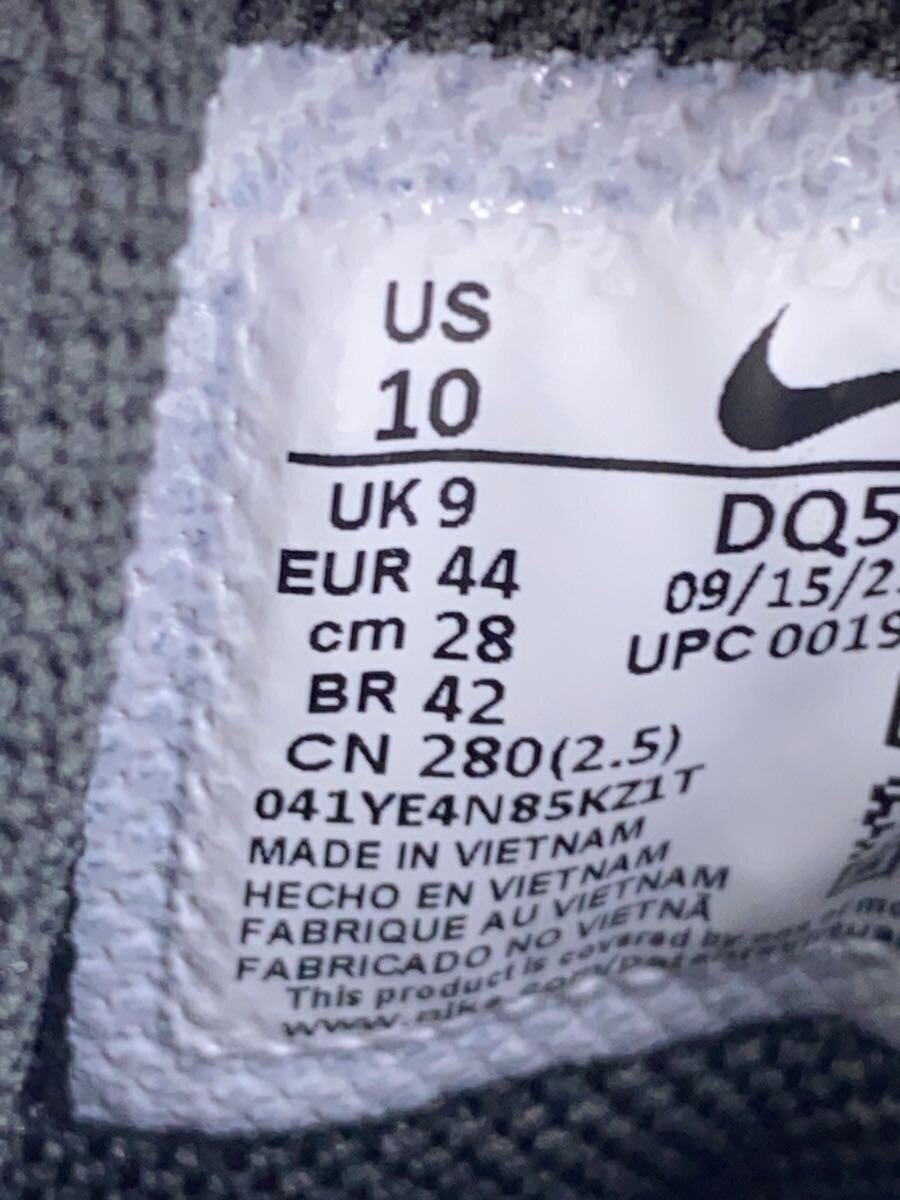 US
10
UK 9
EUR 44
cm 28
BR 42
CN 280(2.5)
041YE4N85KZ1T
MADE IN VIETNAM
HECHO EN VIETNAM
FABRIQUE AU VIETNAM
FABRICADO NO VIETNÃ
This product is covered by one of
www.nike.com/
DQ5
09/15/2
UPC 0019